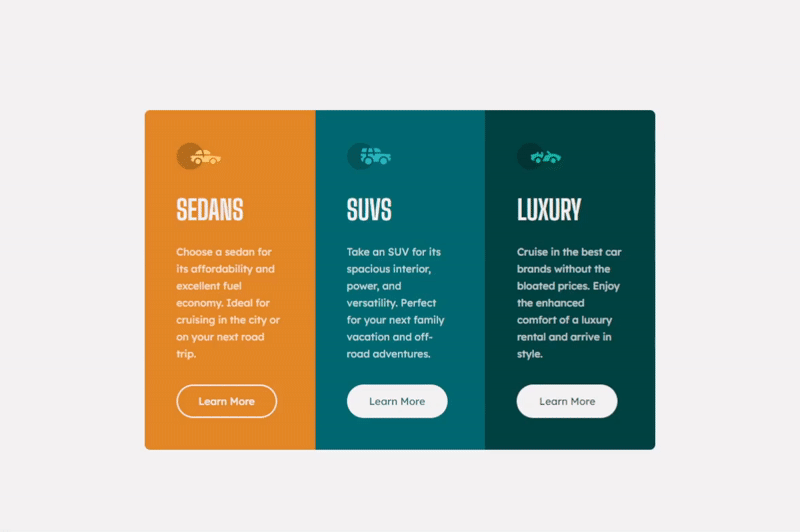 SEDANS
Choose a sedan for
its affordability and
excellent fuel
economy. Ideal for
cruising in the city or
on your next road
trip.
Learn More
SUVS
Take an SUV for its
spacious interior,
power, and
versatility. Perfect
for your next family
vacation and off-
road adventures.
Learn More
LUXURY
Cruise in the best car
brands without the
bloated prices. Enjoy
the enhanced
comfort of a luxury
rental and arrive in
style.
Learn More